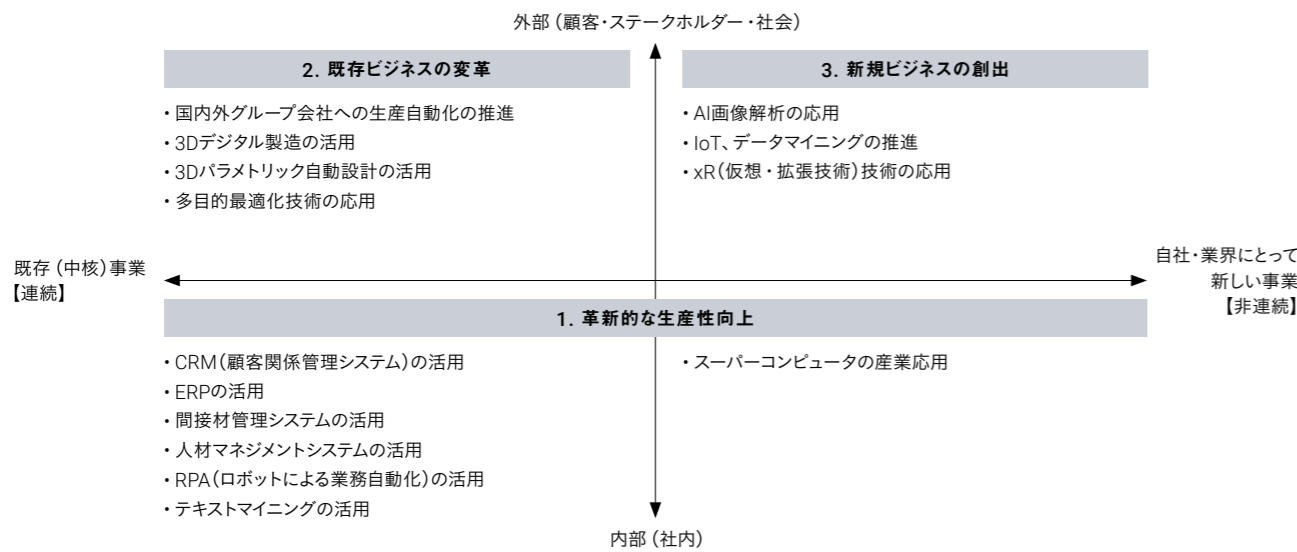 外部（顧客・ステークホルダー・社会）
2. 既存ビジネスの変革
・国内外グループ会社への生産自動化の推進
・3Dデジタル製造の活用
・3Dパラメトリック自動設計の活用
・多目的最適化技術の応用
3. 新規ビジネスの創出
・AI画像解析の応用
・IoT、データマイニングの推進
・xR（仮想・拡張技術）技術の応用
既存（中核）事業
【連続】
自社・業界にとって
新しい事業
【非連続】
1. 革新的な生産性向上
・CRM（顧客関係管理システム）の活用
・ERPの活用
・間接材管理システムの活用
・人材マネジメントシステムの活用
・RPA（ロボットによる業務自動化）の活用
・テキストマイニングの活用
・スーパーコンピュータの産業応用
内部（社内）